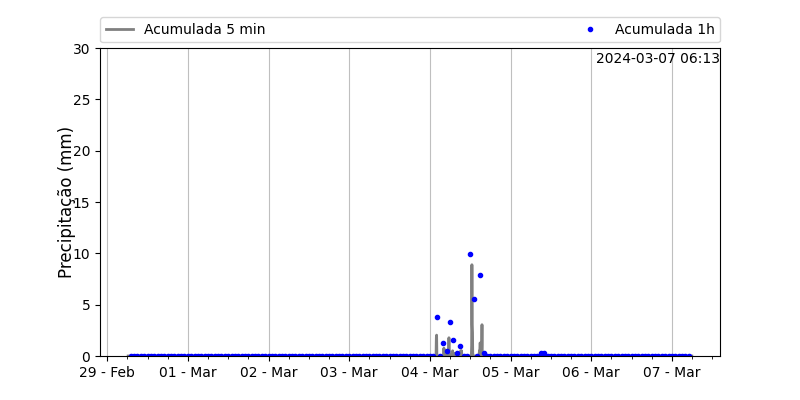 Acumulada 5 min
Acumulada 1h
2024-03-07 06:13
Precipitação (mm)
30
25
20
15
10
5
0
29 - Feb
01 - Mar
02 - Mar
03 - Mar
04 - Mar
05 - Mar
06 - Mar
07 - Mar